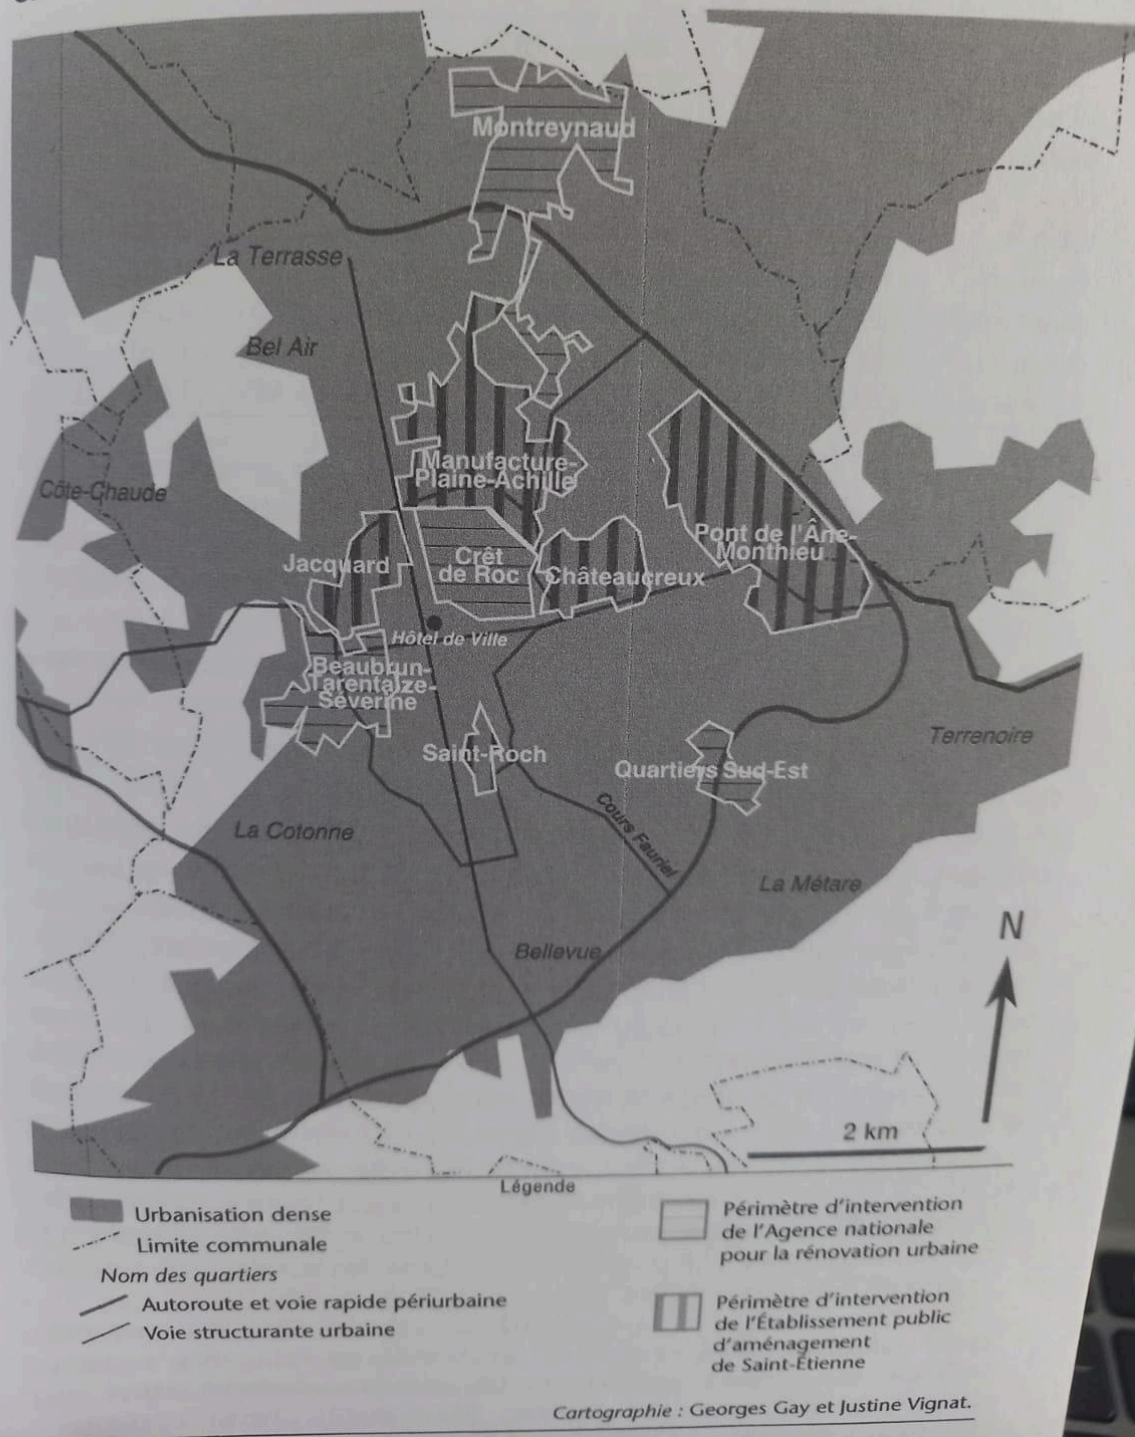 Montreynaud
La Terrasse
Bel Air
Côte-Chaude
Manufacture-
Plaine-Achille
Pont de l'Âne-
Monthieu
Jacquard
Crêt
de Roc
Châteaucreux
Hôtel de Ville
Beaubrun-
Tarentaize-
Séverine
Saint-Roch
Quartiers Sud-Est
Terrenoire
La Cotonne
Cours Fauriel
La Métare
Bellevue
N
2 km
Légende
Urbanisation dense
Limite communale
Nom des quartiers
Autoroute et voie rapide périurbaine
Voie structurante urbaine
Périmètre d'intervention
de l'Agence nationale
pour la rénovation urbaine
Périmètre d'intervention
de l'Établissement public
d'aménagement
de Saint-Étienne
Cartographie : Georges Gay et Justine Vignat.